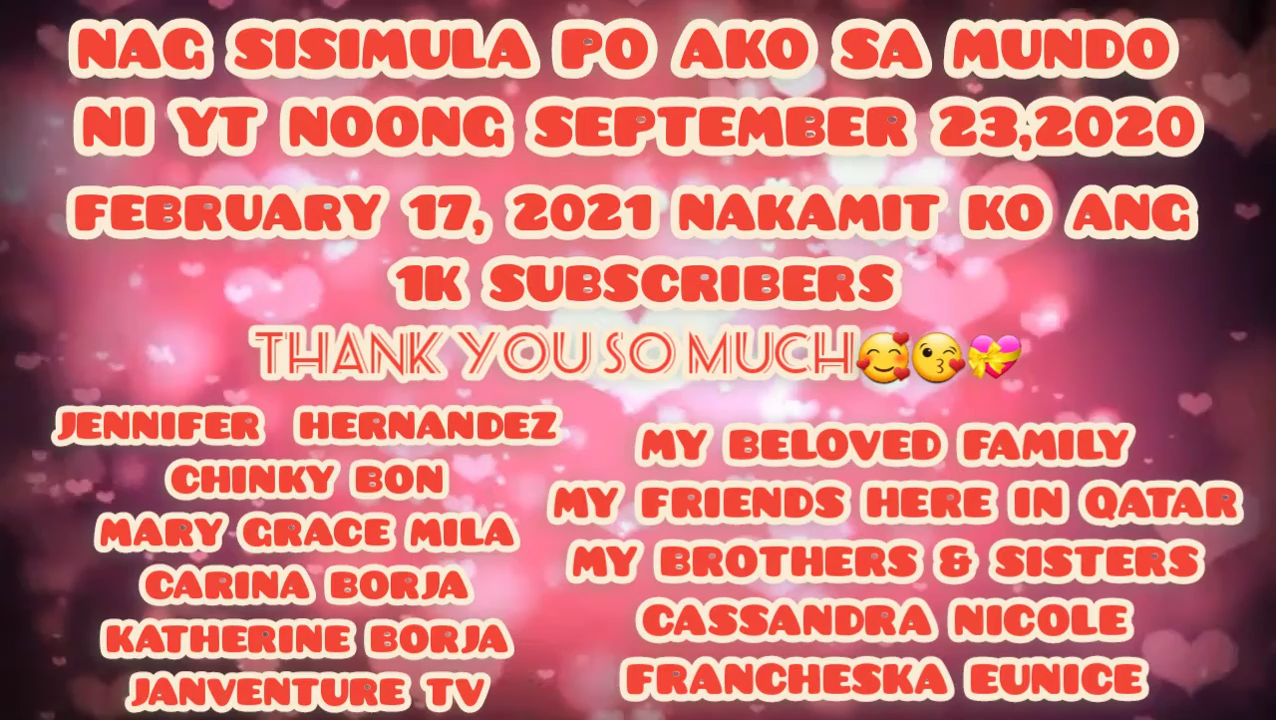 NAG SISIMULA PO AKO SA MUNDO
NI YT NOONG SEPTEMBER 23,2020
FEBRUARY 17, 2021 NAKAMIT KO ANG
1K SUBSCRIBERS
THANK YOU SO MUCH🥰😘💝
JENNIFER HERNANDEZ
CHINKY BON
MARY GRACE MILA
CARINA BORJA
KATHERINE BORJA
JANVENTURE TV
MY BELOVED FAMILY
MY FRIENDS HERE IN QATAR
MY BROTHERS & SISTERS
CASSANDRA NICOLE
FRANCHESKA EUNICE